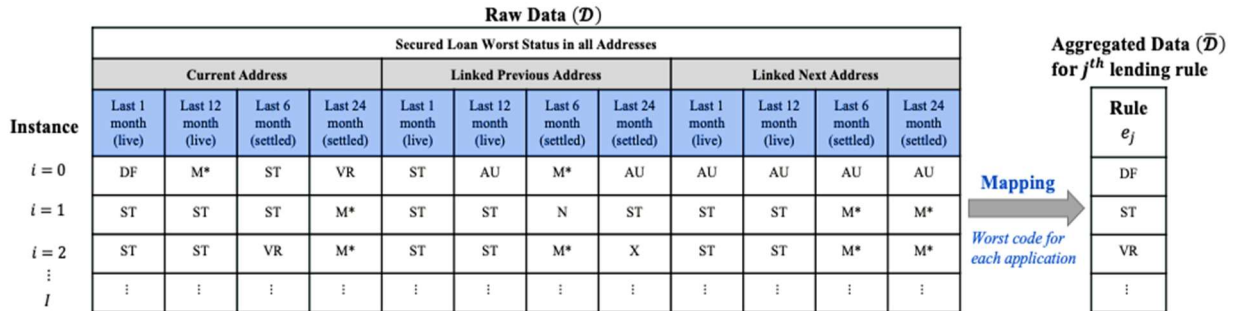 Raw Data (𝒟)
Secured Loan Worst Status in all Addresses
Current Address Linked Previous Address Linked Next Address
Instance
Last 1 month (live) Last 12 month (live) Last 6 month (settled) Last 24 month (settled) Last 1 month (live) Last 12 month (live) Last 6 month (settled) Last 24 month (settled) Last 1 month (live) Last 12 month (live) Last 6 month (settled) Last 24 month (settled)
i = 0 DF M* ST VR ST AU M* AU AU AU AU AU
i = 1 ST ST ST M* ST ST N ST ST ST M* M*
i = 2 ST ST VR M* ST ST M* X ST ST M* M*
⋮ ⋮ ⋮ ⋮ ⋮ ⋮ ⋮ ⋮ ⋮ ⋮ ⋮ ⋮ ⋮
I
Mapping
Worst code for
each application
Aggregated Data (𝒟̄)
for jᵗʰ lending rule
Rule
eⱼ
DF
ST
VR
⋮